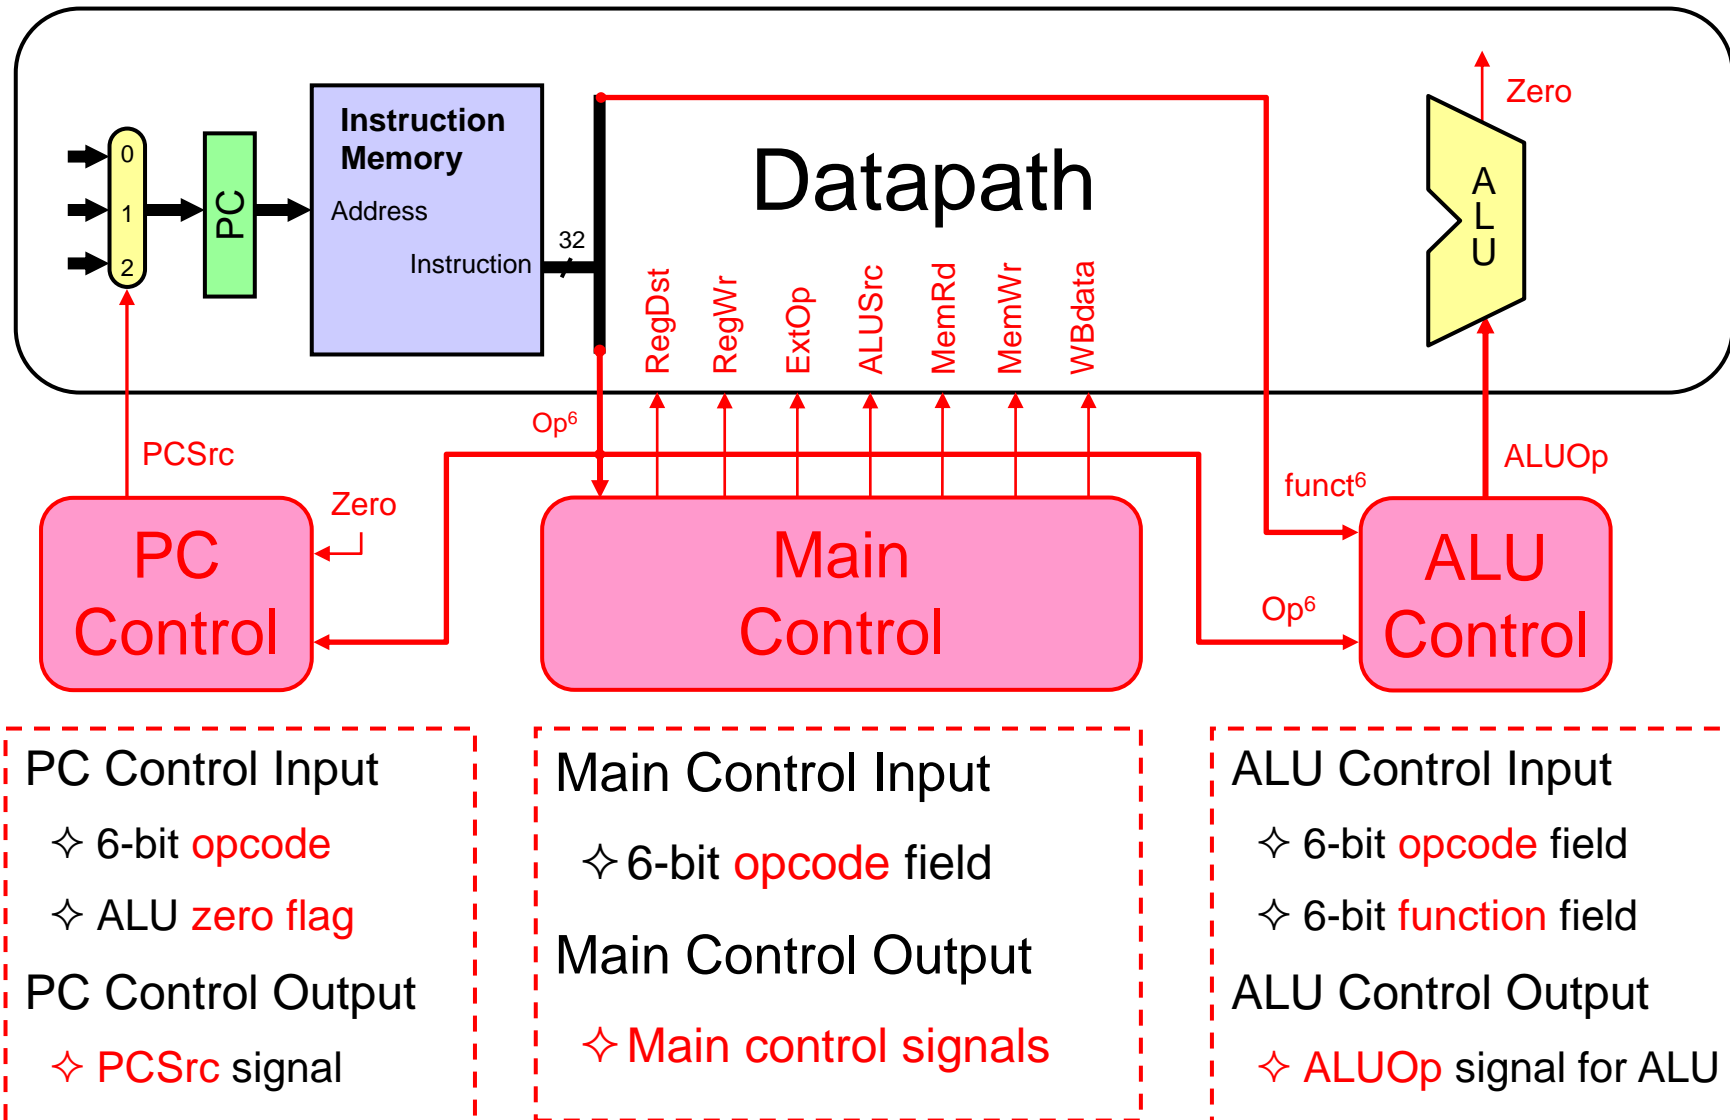 Instruction
Memory
Address
Instruction
32
0
1
2
PC
Datapath
A
L
U
Zero
RegDst
RegWr
ExtOp
ALUSrc
MemRd
MemWr
WBdata
PCSrc
Op⁶
ALUOp
funct⁶
Zero
Op⁶
PC
Control
Main
Control
ALU
Control
PC Control Input
✧ 6-bit opcode
✧ ALU zero flag
PC Control Output
✧ PCSrc signal
Main Control Input
✧ 6-bit opcode field
Main Control Output
✧ Main control signals
ALU Control Input
✧ 6-bit opcode field
✧ 6-bit function field
ALU Control Output
✧ ALUOp signal for ALU